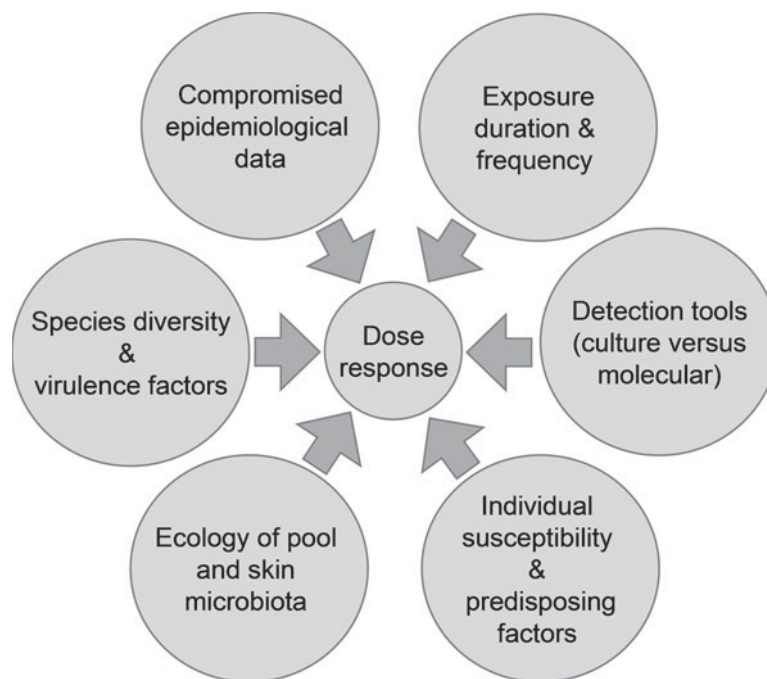 Compromised
epidemiological
data
Exposure
duration &
frequency
Species diversity
&
virulence factors
Dose
response
Detection tools
(culture versus
molecular)
Ecology of pool
and skin
microbiota
Individual
susceptibility
&
predisposing
factors